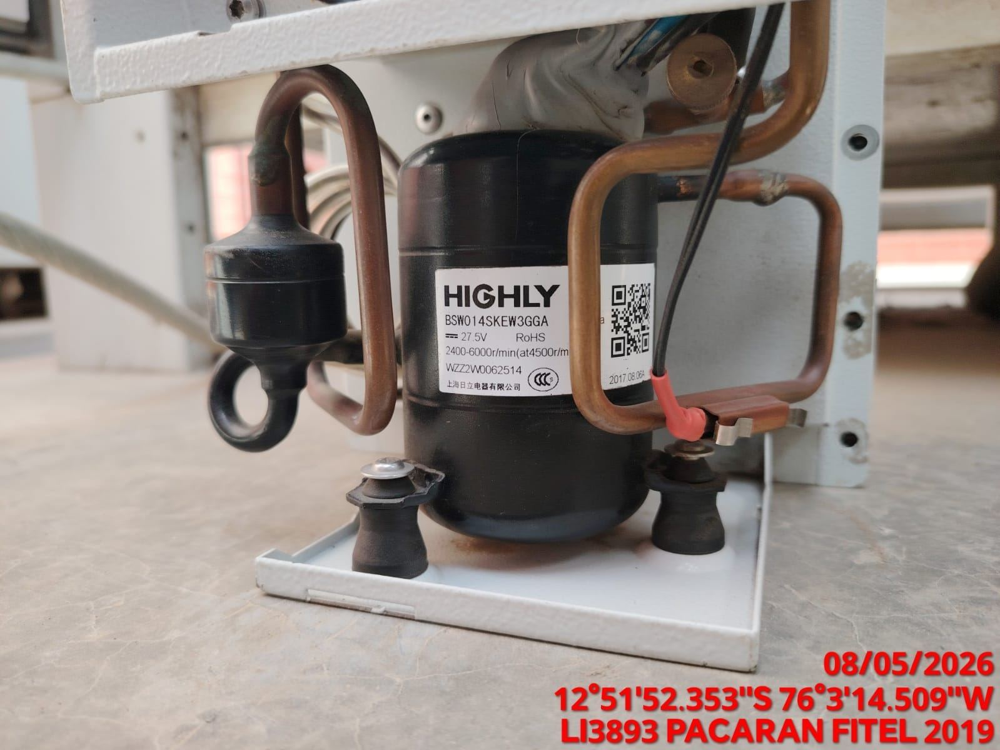 HIGHLY
BSW014SKEW3GGA a
⎓ 27.5V RoHS
2400-6000r/min(at4500r/m
WZZ2W0062514
CCC S
上海日立电器有限公司
2017.08.06A
08/05/2026
12°51'52.353"S 76°3'14.509"W
LI3893 PACARAN FITEL 2019